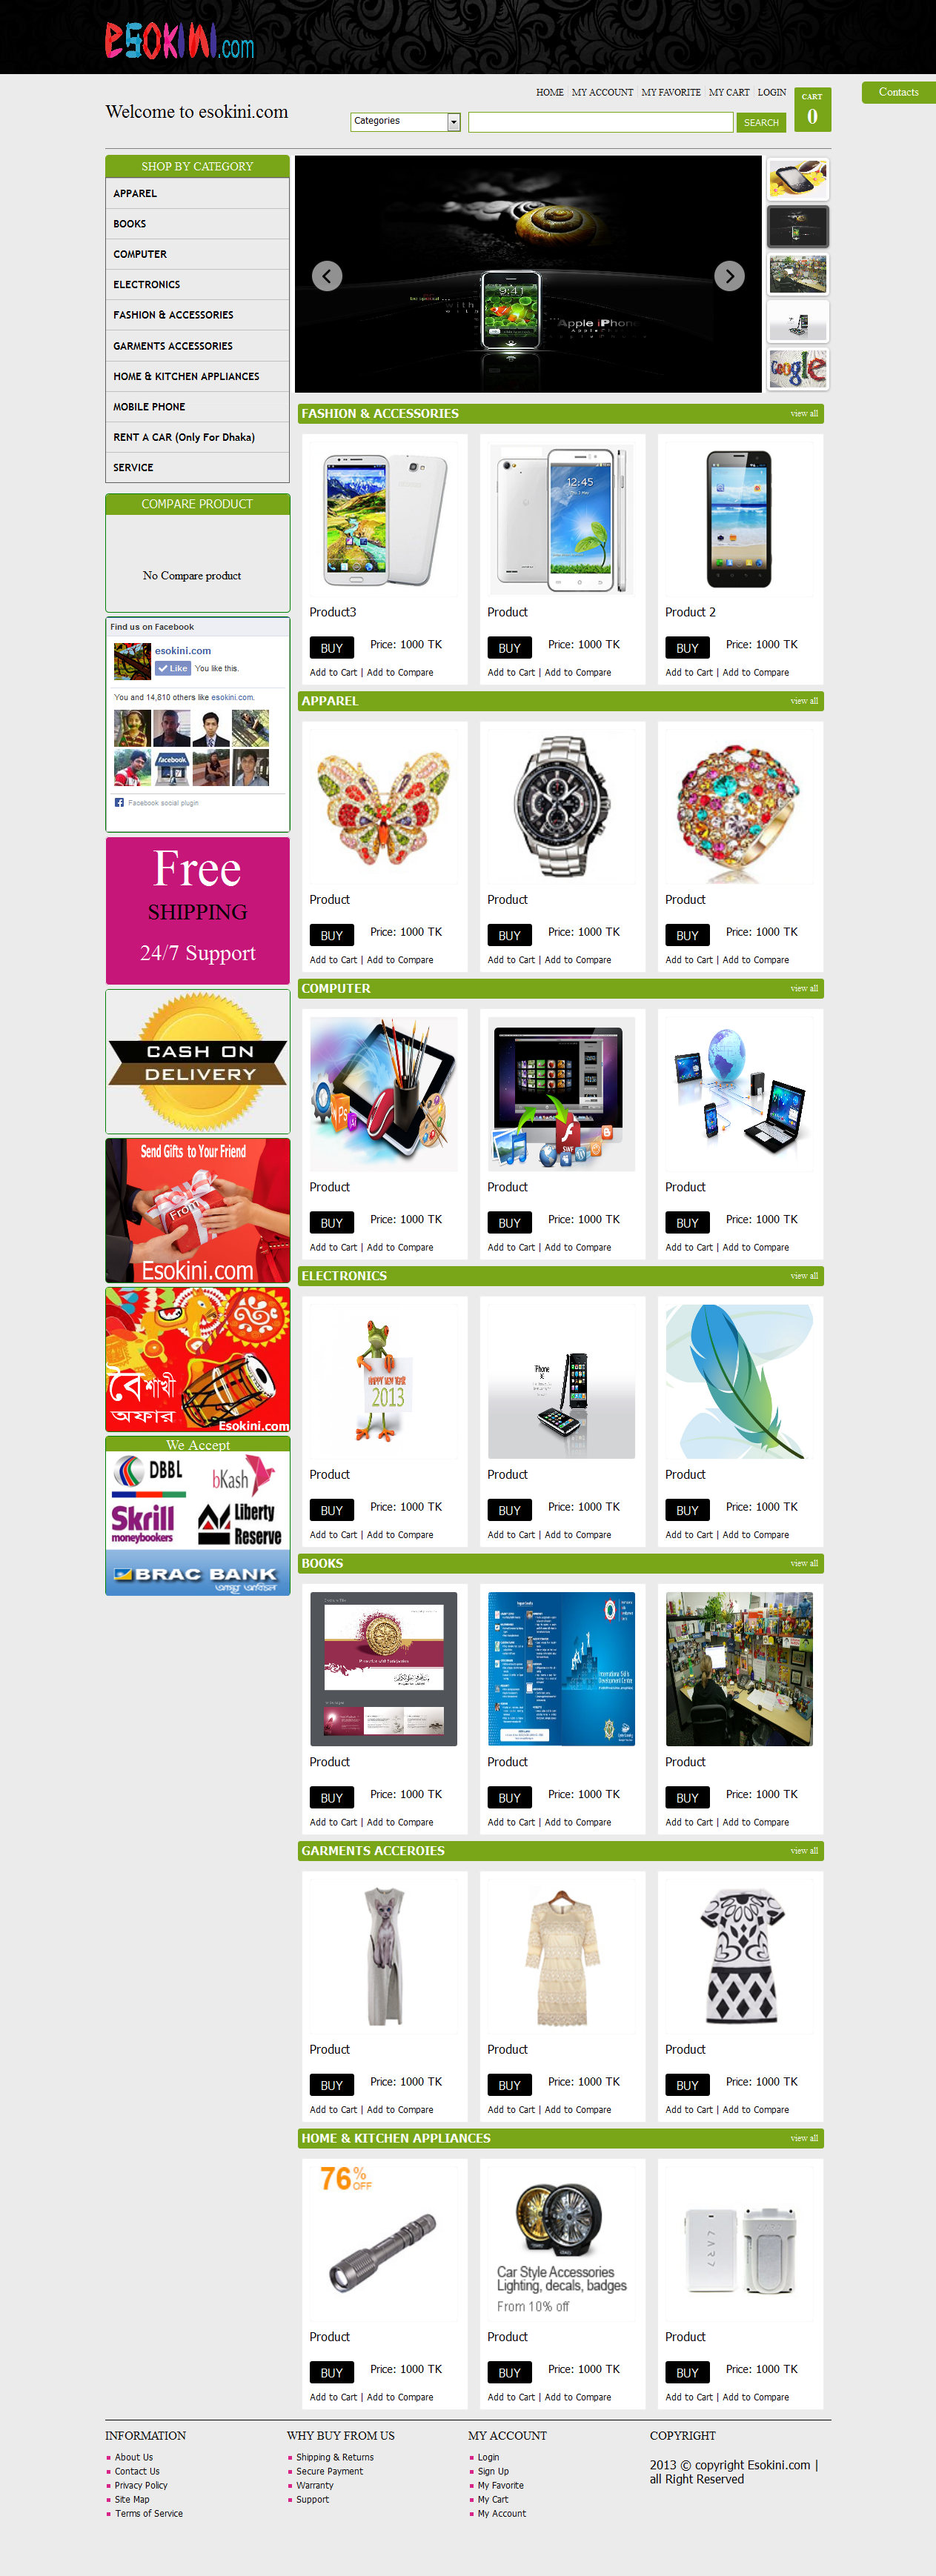 ESOKINI.com
Contacts
HOME MY ACCOUNT MY FAVORITE MY CART LOGIN
CART
0
Welcome to esokini.com
Categories
SEARCH
SHOP BY CATEGORY
APPAREL
BOOKS
COMPUTER
ELECTRONICS
FASHION & ACCESSORIES
GARMENTS ACCESSORIES
HOME & KITCHEN APPLIANCES
MOBILE PHONE
RENT A CAR (Only For Dhaka)
SERVICE
COMPARE PRODUCT
No Compare product
Find us on Facebook
esokini.com
Like You like this.
You and 14,810 others like esokini.com.
facebook
Facebook social plugin
Free
SHIPPING
24/7 Support
CASH ON
DELIVERY
Send Gifts to Your Friend
From
Esokini.com
বৈশাখী
অফার
Esokini.com
We Accept
DBBL
bKash
Skrill
moneybookers
Liberty
Reserve
BRAC BANK
9:41
Apple iPhone
Google
FASHION & ACCESSORIES view all
12:45
Product3 Product Product 2
BUY Price: 1000 TK BUY Price: 1000 TK BUY Price: 1000 TK
Add to Cart | Add to Compare Add to Cart | Add to Compare Add to Cart | Add to Compare
APPAREL view all
Product Product Product
BUY Price: 1000 TK BUY Price: 1000 TK BUY Price: 1000 TK
Add to Cart | Add to Compare Add to Cart | Add to Compare Add to Cart | Add to Compare
COMPUTER view all
Ps
Ai
SWF
Product Product Product
BUY Price: 1000 TK BUY Price: 1000 TK BUY Price: 1000 TK
Add to Cart | Add to Compare Add to Cart | Add to Compare Add to Cart | Add to Compare
ELECTRONICS view all
HAPPY NEW YEAR
2013
iPhone
Product Product Product
BUY Price: 1000 TK BUY Price: 1000 TK BUY Price: 1000 TK
Add to Cart | Add to Compare Add to Cart | Add to Compare Add to Cart | Add to Compare
BOOKS view all
International Skills
Development Center
Product Product Product
BUY Price: 1000 TK BUY Price: 1000 TK BUY Price: 1000 TK
Add to Cart | Add to Compare Add to Cart | Add to Compare Add to Cart | Add to Compare
GARMENTS ACCEROIES view all
Product Product Product
BUY Price: 1000 TK BUY Price: 1000 TK BUY Price: 1000 TK
Add to Cart | Add to Compare Add to Cart | Add to Compare Add to Cart | Add to Compare
HOME & KITCHEN APPLIANCES view all
76% OFF
Car Style Accessories
Lighting, decals, badges
From 10% off
Product Product Product
BUY Price: 1000 TK BUY Price: 1000 TK BUY Price: 1000 TK
Add to Cart | Add to Compare Add to Cart | Add to Compare Add to Cart | Add to Compare
INFORMATION
About Us
Contact Us
Privacy Policy
Site Map
Terms of Service
WHY BUY FROM US
Shipping & Returns
Secure Payment
Warranty
Support
MY ACCOUNT
Login
Sign Up
My Favorite
My Cart
My Account
COPYRIGHT
2013 © copyright Esokini.com |
all Right Reserved